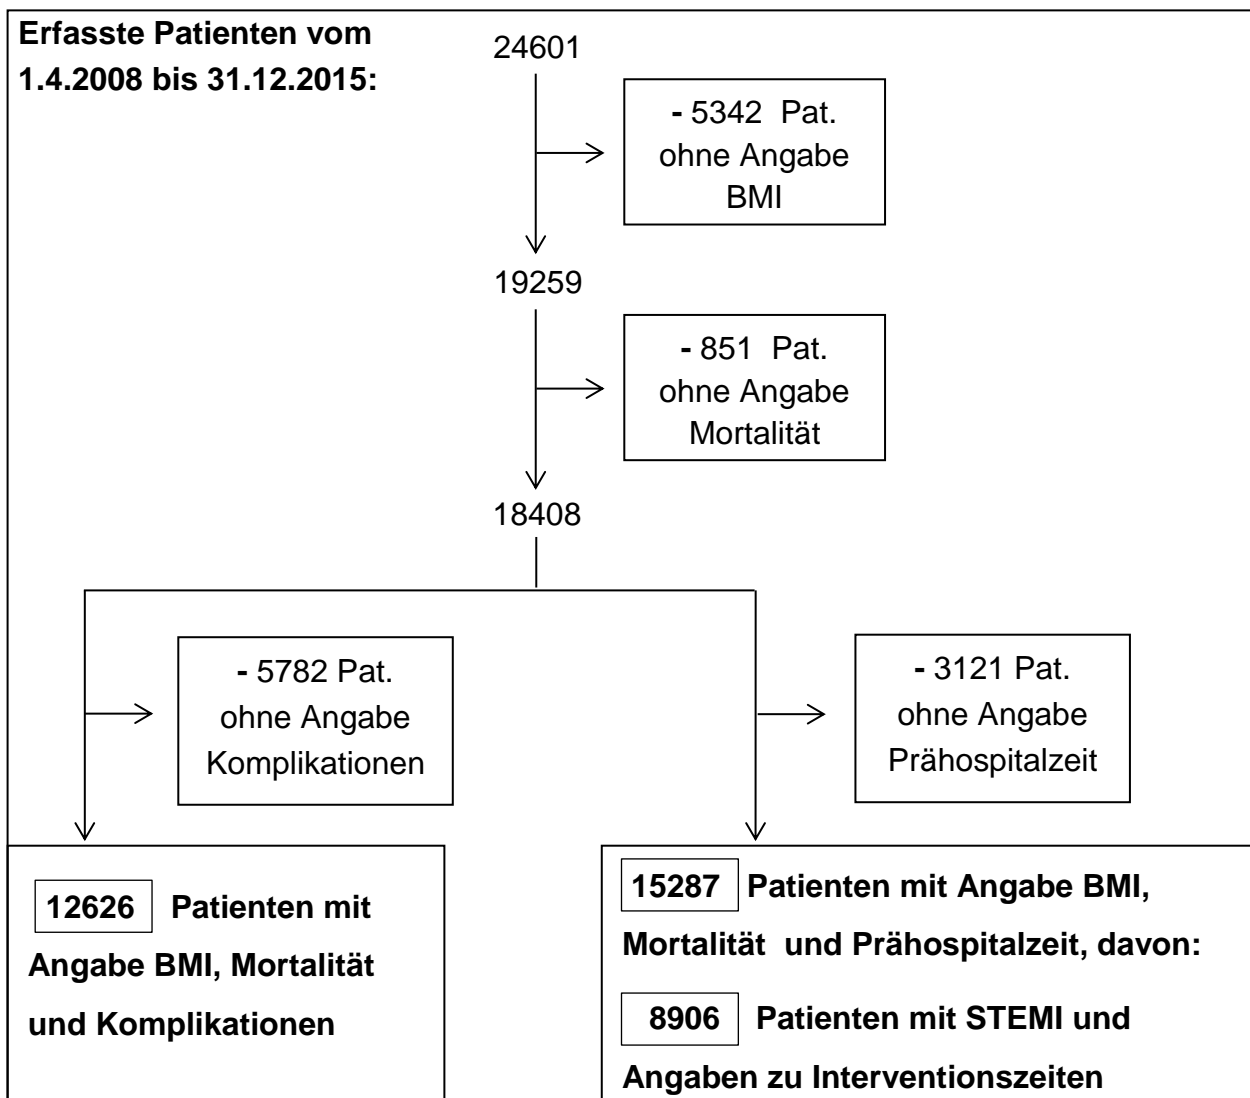 Erfasste Patienten vom
1.4.2008 bis 31.12.2015:
24601
- 5342 Pat.
ohne Angabe
BMI
19259
- 851 Pat.
ohne Angabe
Mortalität
18408
- 5782 Pat.
ohne Angabe
Komplikationen
- 3121 Pat.
ohne Angabe
Prähospitalzeit
12626 Patienten mit
Angabe BMI, Mortalität
und Komplikationen
15287 Patienten mit Angabe BMI,
Mortalität und Prähospitalzeit, davon:
8906 Patienten mit STEMI und
Angaben zu Interventionszeiten